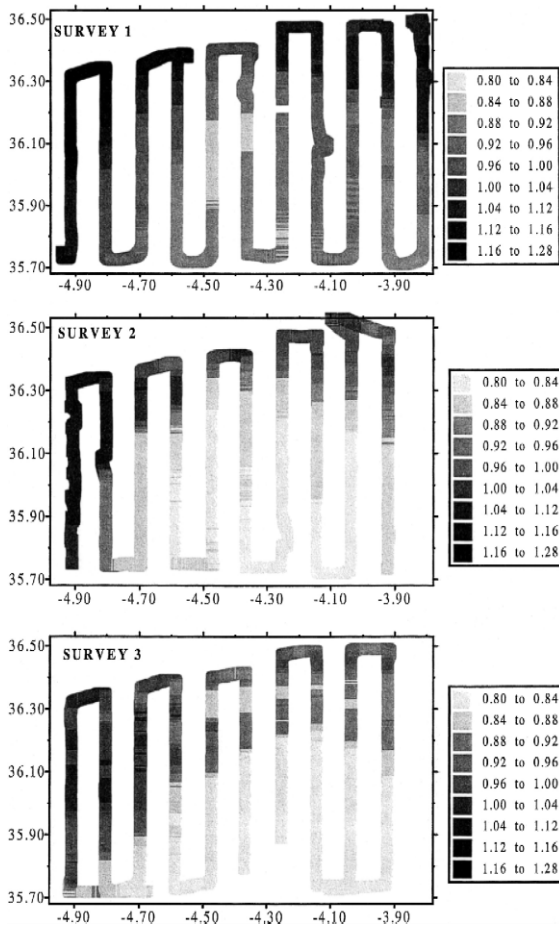 36.50
SURVEY 1
36.30
36.10
35.90
35.70
-4.90 -4.70 -4.50 -4.30 -4.10 -3.90
0.80 to 0.84
0.84 to 0.88
0.88 to 0.92
0.92 to 0.96
0.96 to 1.00
1.00 to 1.04
1.04 to 1.12
1.12 to 1.16
1.16 to 1.28
36.50
SURVEY 2
36.30
36.10
35.90
35.70
-4.90 -4.70 -4.50 -4.30 -4.10 -3.90
0.80 to 0.84
0.84 to 0.88
0.88 to 0.92
0.92 to 0.96
0.96 to 1.00
1.00 to 1.04
1.04 to 1.12
1.12 to 1.16
1.16 to 1.28
36.50
SURVEY 3
36.30
36.10
35.90
35.70
-4.90 -4.70 -4.50 -4.30 -4.10 -3.90
0.80 to 0.84
0.84 to 0.88
0.88 to 0.92
0.92 to 0.96
0.96 to 1.00
1.00 to 1.04
1.04 to 1.12
1.12 to 1.16
1.16 to 1.28